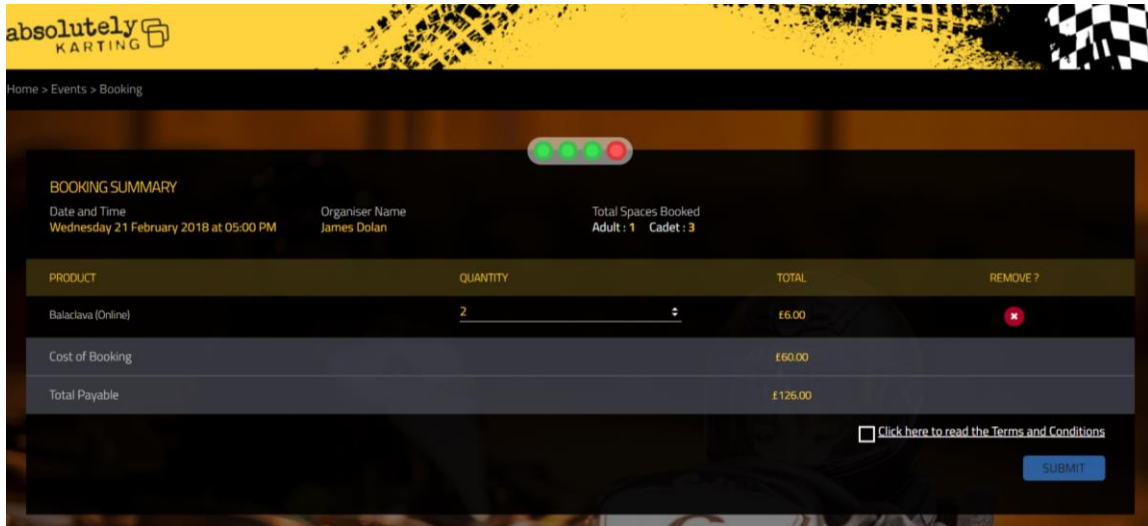 absolutely
KARTING
Home > Events > Booking
BOOKING SUMMARY
Date and Time
Wednesday 21 February 2018 at 05:00 PM
Organiser Name
James Dolan
Total Spaces Booked
Adult : 1 Cadet : 3
PRODUCT QUANTITY TOTAL REMOVE ?
Balaclava (Online) 2 £6.00
Cost of Booking £60.00
Total Payable £126.00
Click here to read the Terms and Conditions
SUBMIT